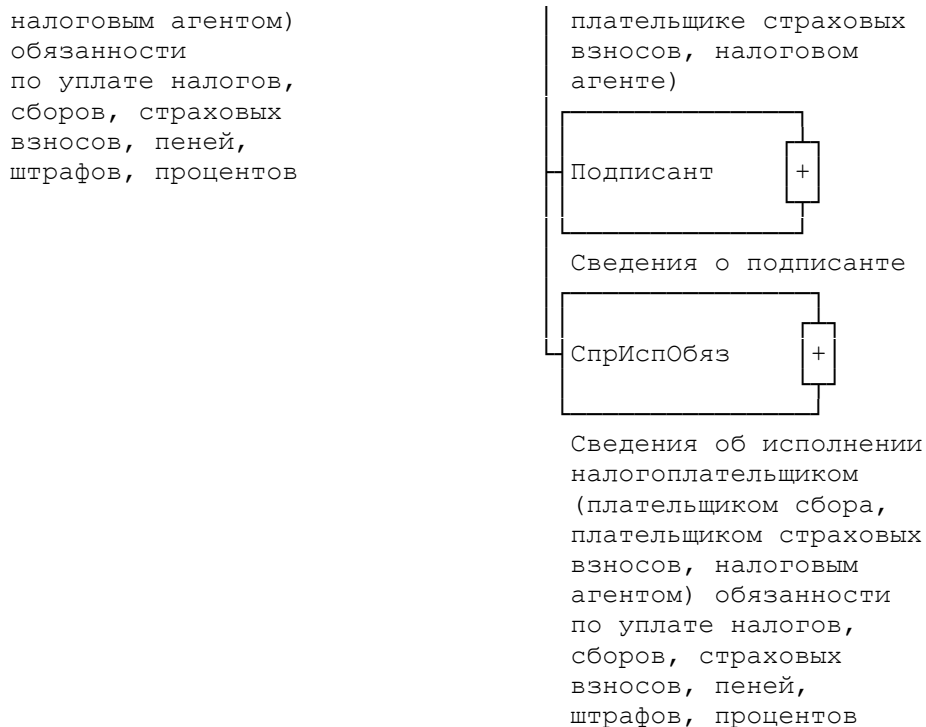 налоговым агентом)
обязанности
по уплате налогов,
сборов, страховых
взносов, пеней,
штрафов, процентов
плательщике страховых
взносов, налоговом
агенте)
Подписант +
Сведения о подписанте
СпрИспОбяз +
Сведения об исполнении
налогоплательщиком
(плательщиком сбора,
плательщиком страховых
взносов, налоговым
агентом) обязанности
по уплате налогов,
сборов, страховых
взносов, пеней,
штрафов, процентов